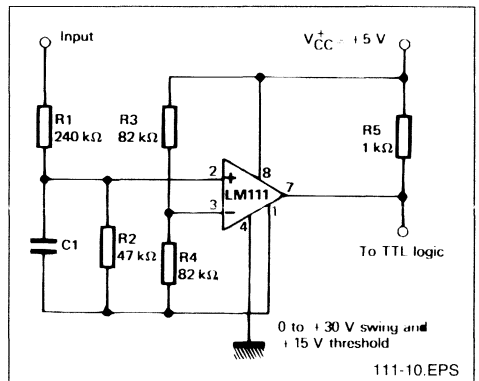 Input
V+CC = +5 V
R1
240 kΩ
R3
82 kΩ
R5
1 kΩ
2
+
8
LM111
7
3
−
1
4
C1
R2
47 kΩ
R4
82 kΩ
To TTL logic
0 to +30 V swing and
+15 V threshold
111-10.EPS